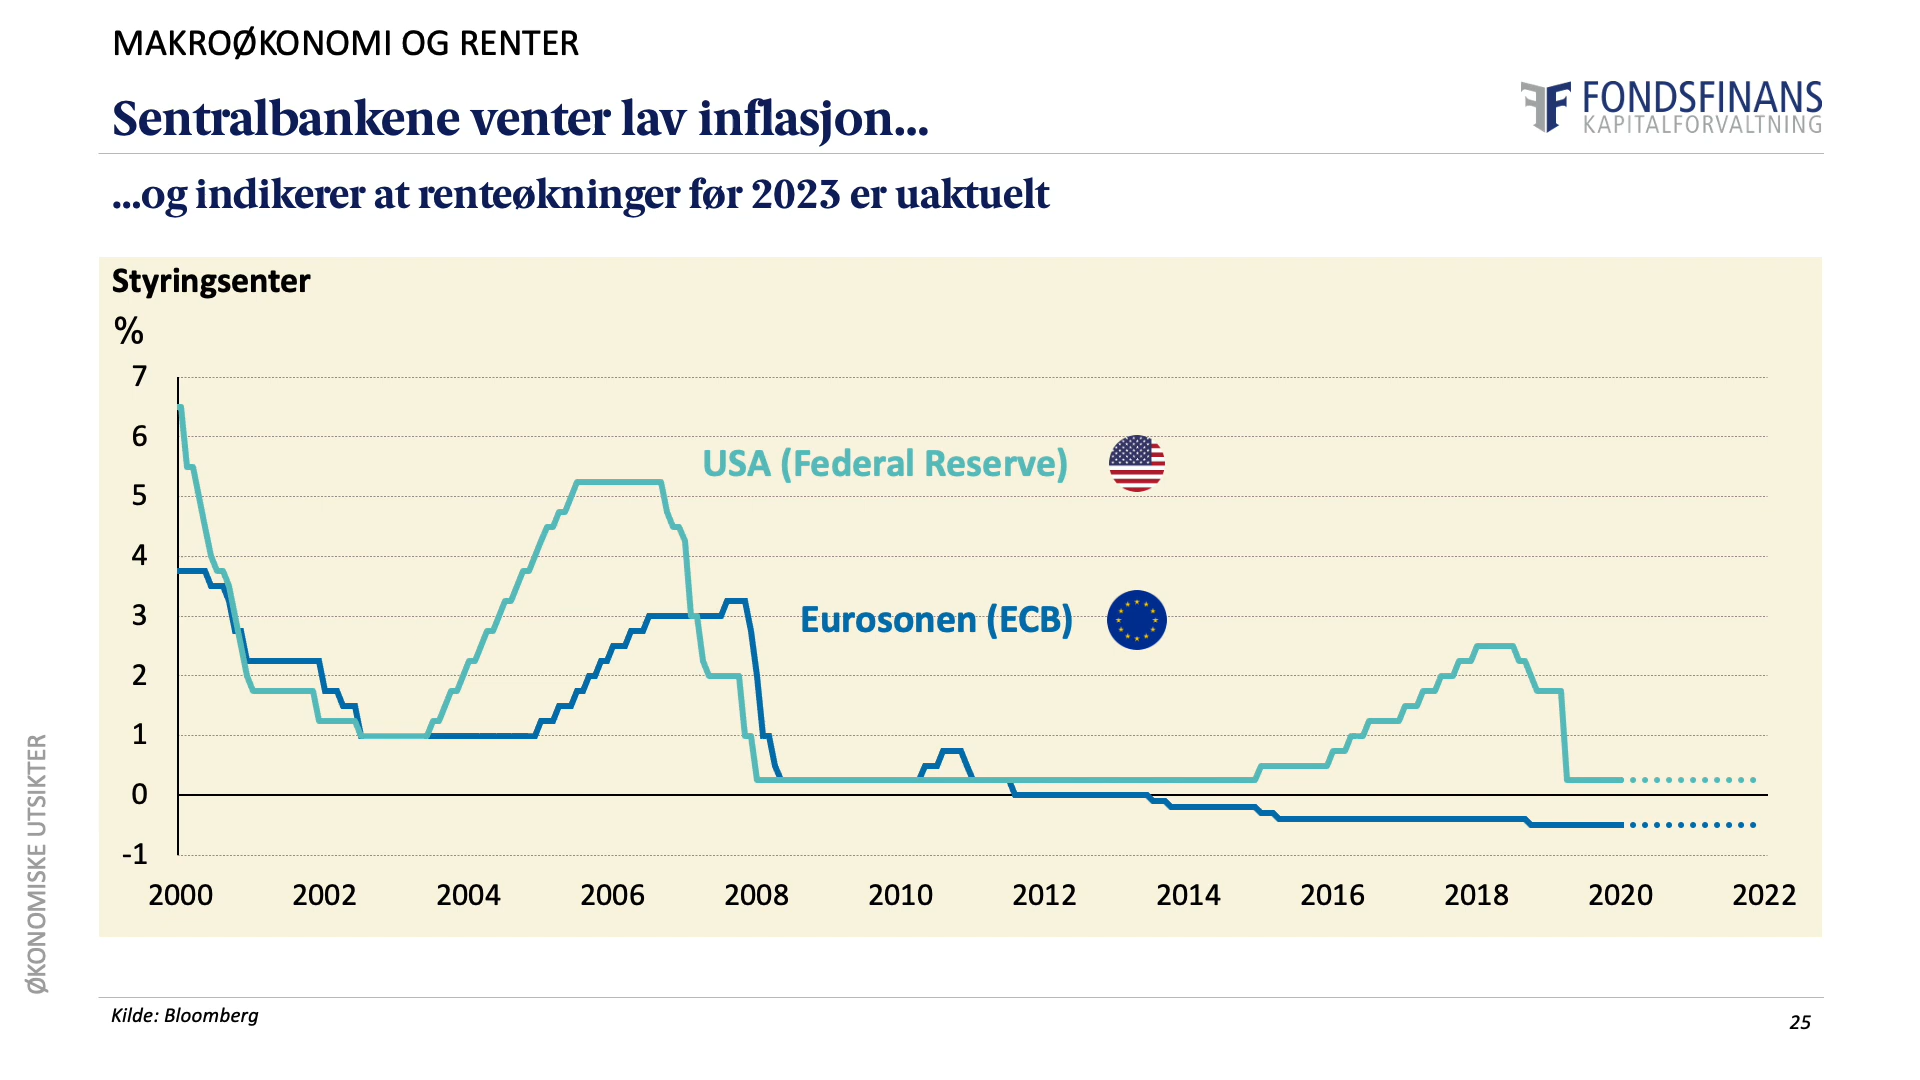 MAKROØKONOMI OG RENTER
Sentralbankene venter lav inflasjon...
FONDSFINANS
KAPITALFORVALTNING
...og indikerer at renteøkninger før 2023 er uaktuelt
Styringsenter
%
7
6
5
4
3
2
1
0
-1
USA (Federal Reserve)
Eurosonen (ECB)
2000 2002 2004 2006 2008 2010 2012 2014 2016 2018 2020 2022
ØKONOMISKE UTSIKTER
Kilde: Bloomberg
25